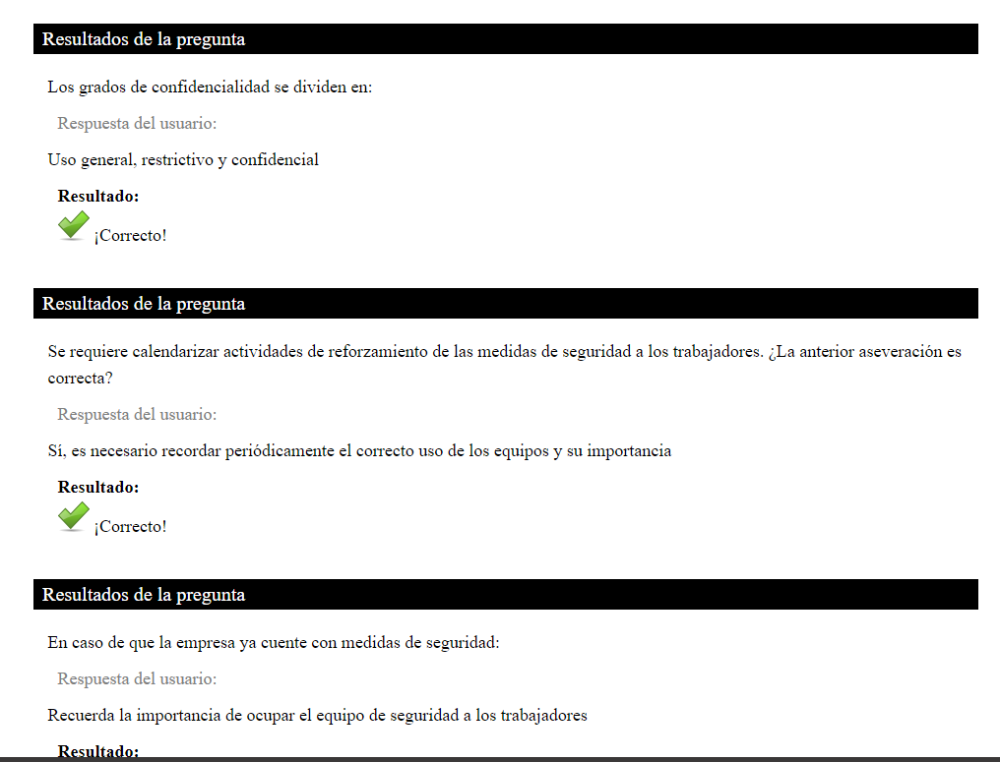 Resultados de la pregunta
Los grados de confidencialidad se dividen en:
Respuesta del usuario:
Uso general, restrictivo y confidencial
Resultado:
¡Correcto!
Resultados de la pregunta
Se requiere calendarizar actividades de reforzamiento de las medidas de seguridad a los trabajadores. ¿La anterior aseveración es
correcta?
Respuesta del usuario:
Sí, es necesario recordar periódicamente el correcto uso de los equipos y su importancia
Resultado:
¡Correcto!
Resultados de la pregunta
En caso de que la empresa ya cuente con medidas de seguridad:
Respuesta del usuario:
Recuerda la importancia de ocupar el equipo de seguridad a los trabajadores
Resultado: